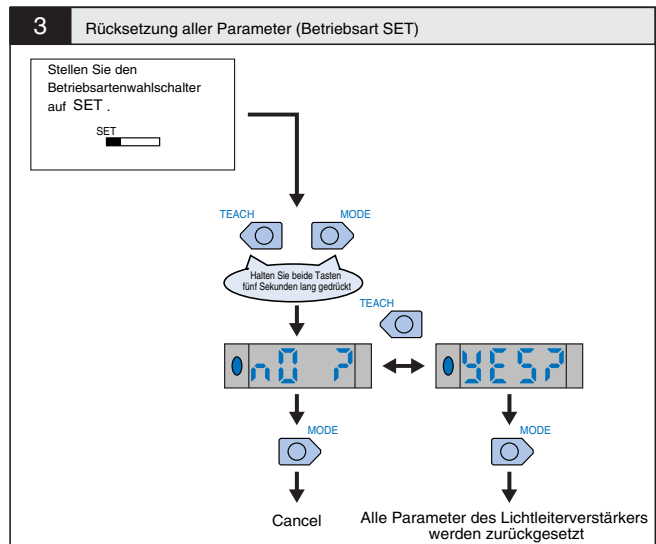 3 Rücksetzung aller Parameter (Betriebsart SET)
Stellen Sie den
Betriebsartenwahlschalter
auf SET .
SET
TEACH MODE
Halten Sie beide Tasten
fünf Sekunden lang gedrückt
TEACH
nO ? YES?
MODE MODE
Cancel
Alle Parameter des Lichtleiterverstärkers
werden zurückgesetzt